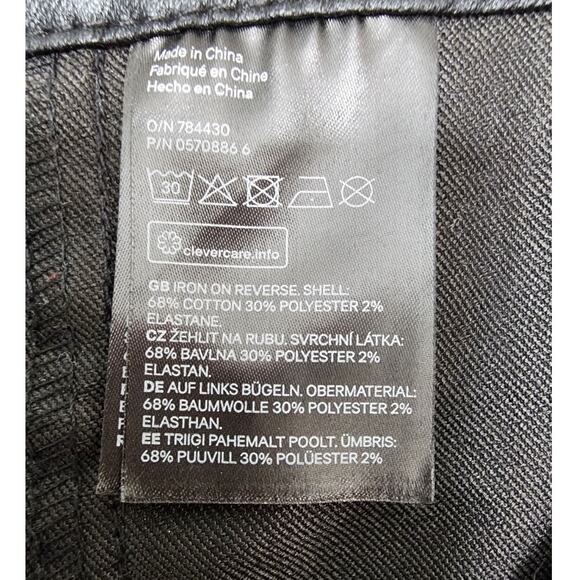 Made in China
Fabriqué en Chine
Hecho en China
O/N 784430
P/N 0570886 6
30
clevercare.info
GB IRON ON REVERSE. SHELL:
68% COTTON 30% POLYESTER 2%
ELASTANE.
CZ ŽEHLIT NA RUBU. SVRCHNÍ LÁTKA:
68% BAVLNA 30% POLYESTER 2%
ELASTAN.
DE AUF LINKS BÜGELN. OBERMATERIAL:
68% BAUMWOLLE 30% POLYESTER 2%
ELASTHAN.
EE TRIIGI PAHEMALT POOLT. ÜMBRIS:
68% PUUVILL 30% POLÜESTER 2%